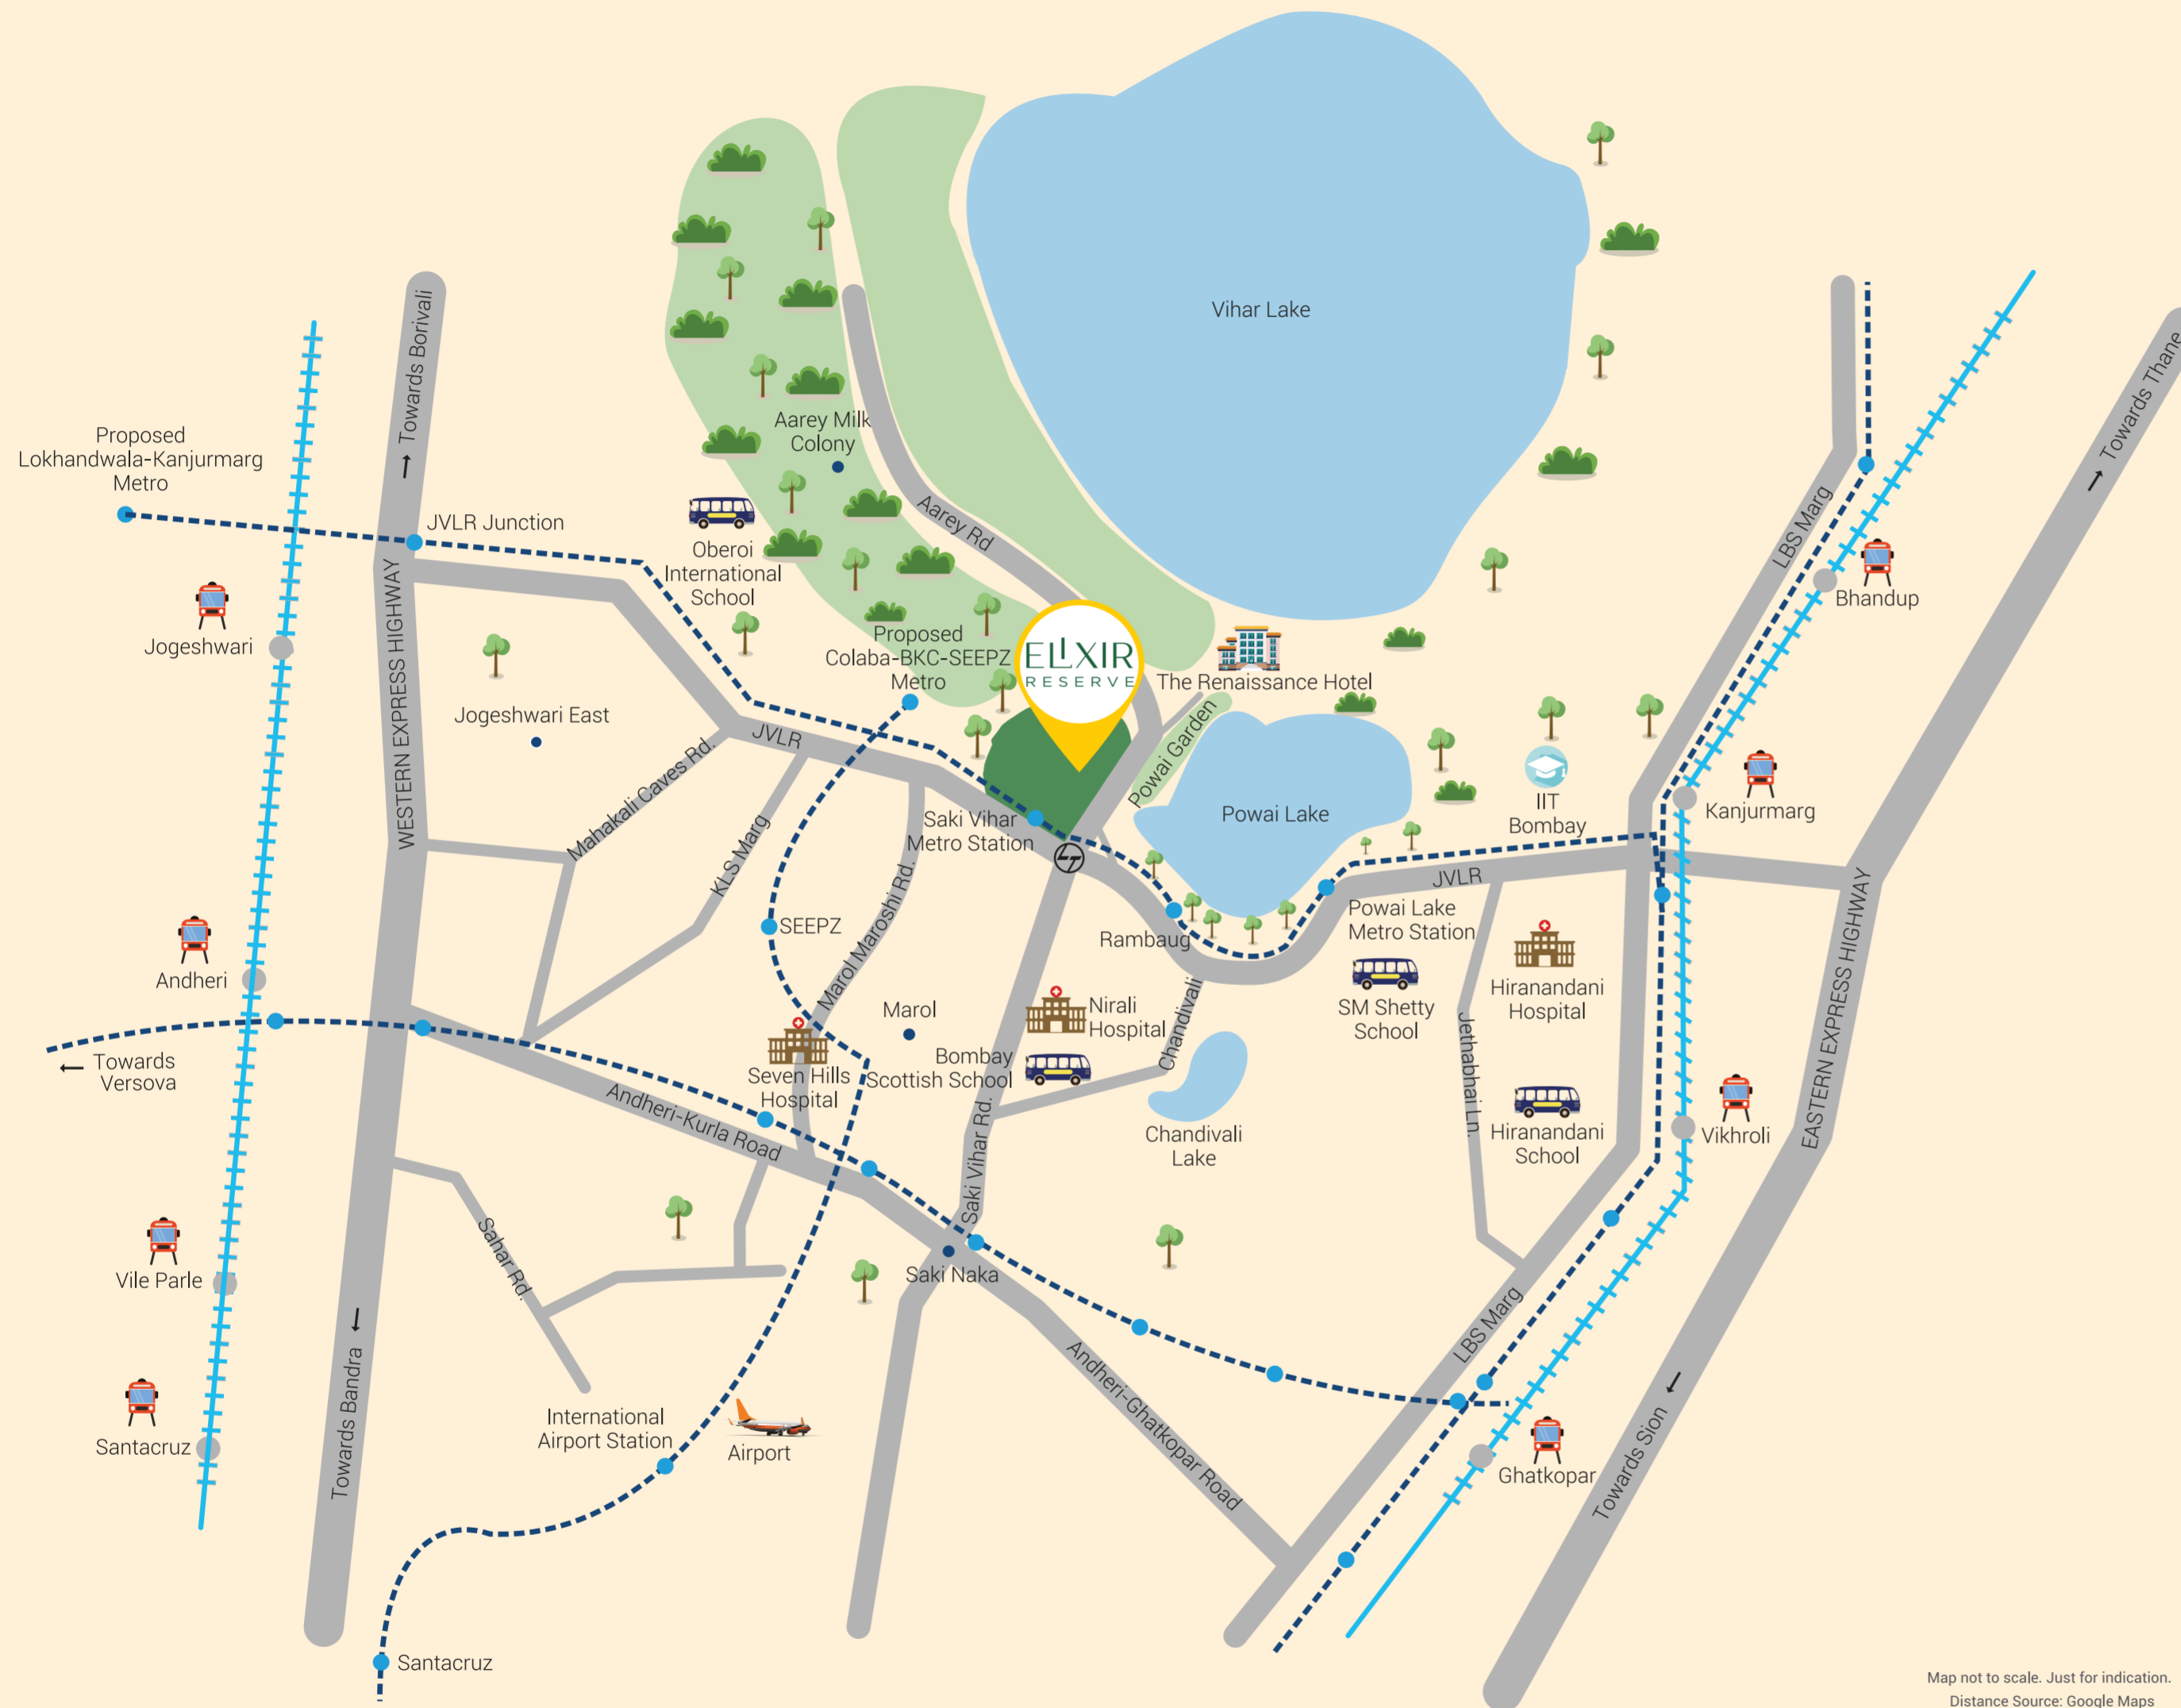 Vihar Lake
Towards Borivali
Towards Thane
Proposed
Lokhandwala-Kanjurmarg
Metro
Aarey Milk
Colony
JVLR Junction
Aarey Rd
LBS Marg
Oberoi
International
School
WESTERN EXPRESS HIGHWAY
Bhandup
Jogeshwari
Proposed
Colaba-BKC-SEEPZ
Metro
ELIXIR
RESERVE
The Renaissance Hotel
Jogeshwari East
JVLR
Powai Garden
Mahakali Caves Rd.
KLS Marg
Saki Vihar
Metro Station
Powai Lake
IIT
Bombay
Kanjurmarg
JVLR
SEEPZ
Marol Maroshi Rd.
Rambaug
Powai Lake
Metro Station
EASTERN EXPRESS HIGHWAY
Andheri
Marol
Nirali
Hospital
Chandivali
SM Shetty
School
Jethabhai Ln.
Hiranandani
Hospital
Towards
Versova
Seven Hills
Hospital
Bombay
Scottish School
Andheri-Kurla Road
Saki Vihar Rd.
Chandivali
Lake
Hiranandani
School
Vikhroli
Sahar Rd.
Vile Parle
Saki Naka
LBS Marg
Towards Bandra
Andheri-Ghatkopar Road
International
Airport Station
Airport
Santacruz
Ghatkopar
Towards Sion
Santacruz
Map not to scale. Just for indication.
Distance Source: Google Maps